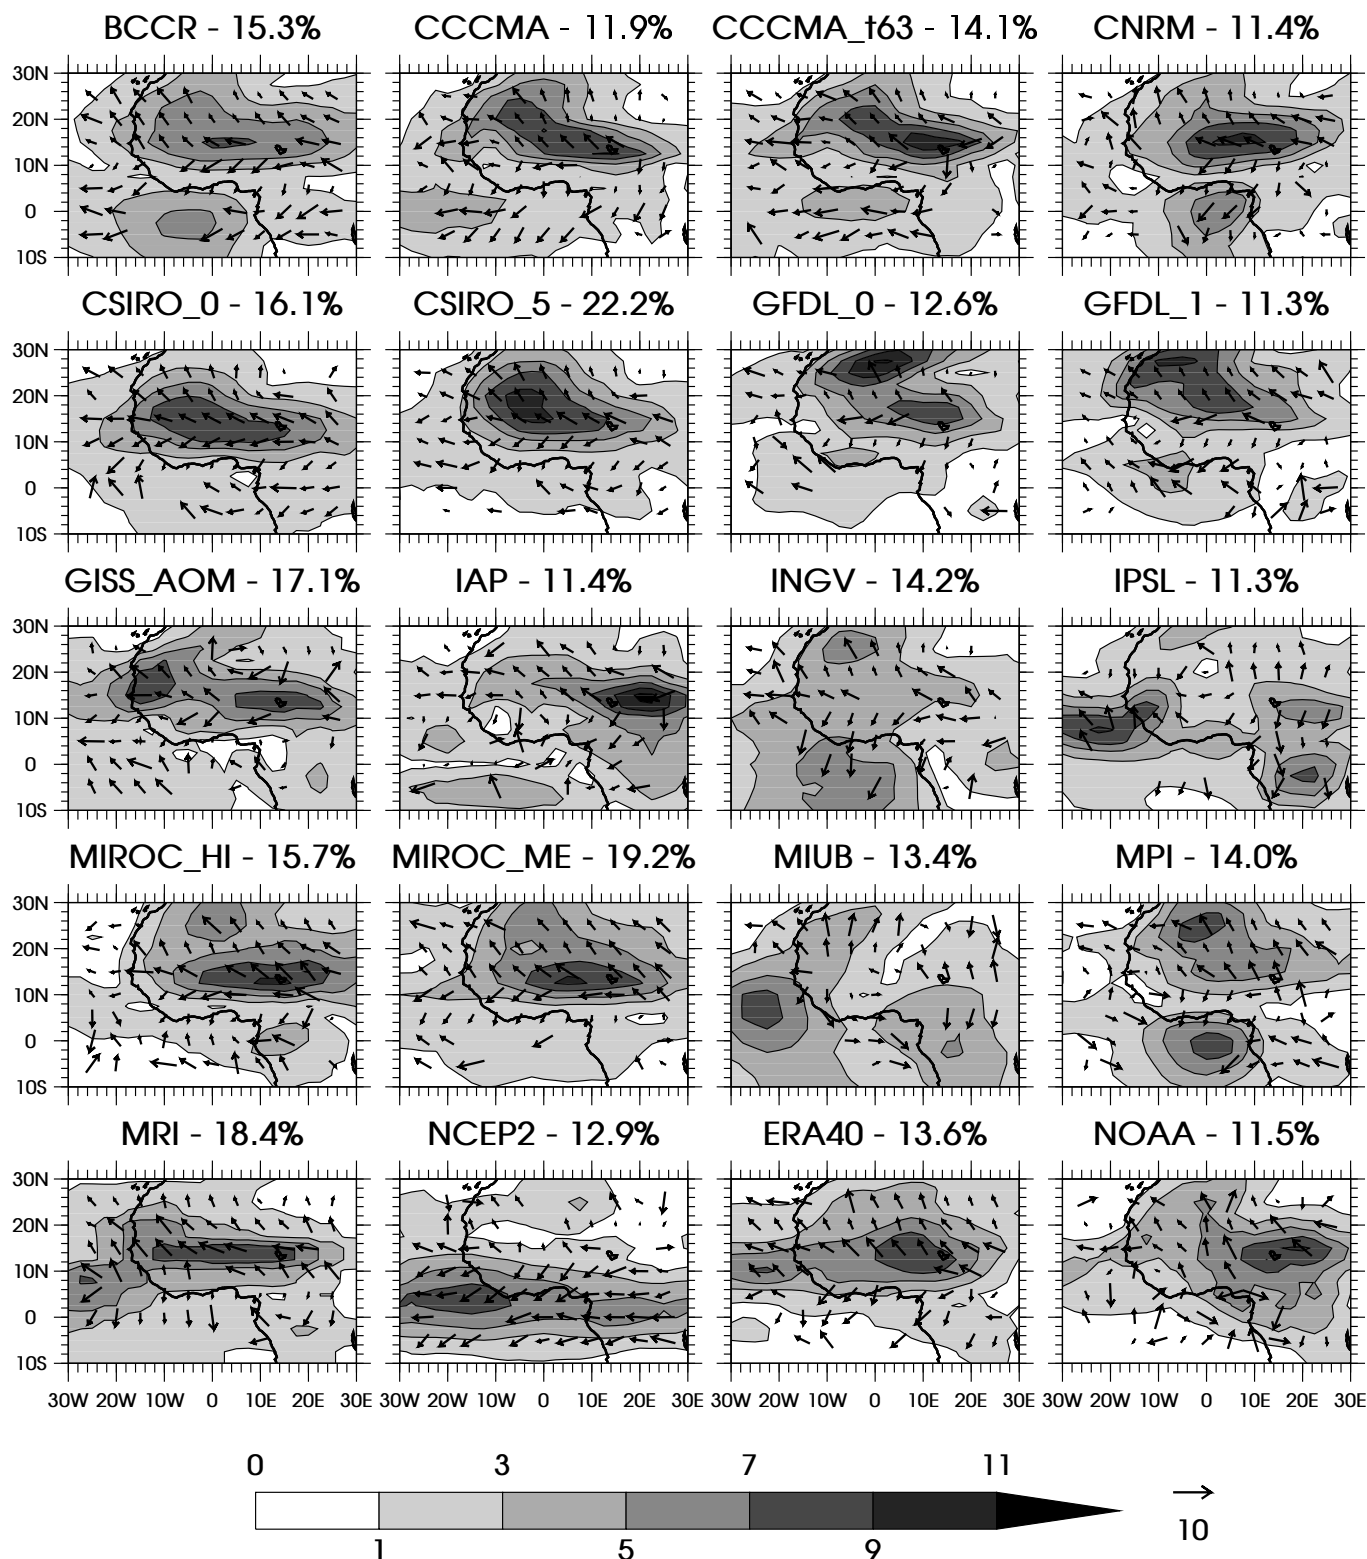 BCCR - 15.3% CCCMA - 11.9% CCCMA_t63 - 14.1% CNRM - 11.4%
30N
20N
10N
0
10S
CSIRO_0 - 16.1% CSIRO_5 - 22.2% GFDL_0 - 12.6% GFDL_1 - 11.3%
30N
20N
10N
0
10S
GISS_AOM - 17.1% IAP - 11.4% INGV - 14.2% IPSL - 11.3%
30N
20N
10N
0
10S
MIROC_HI - 15.7% MIROC_ME - 19.2% MIUB - 13.4% MPI - 14.0%
30N
20N
10N
0
10S
MRI - 18.4% NCEP2 - 12.9% ERA40 - 13.6% NOAA - 11.5%
30N
20N
10N
0
10S
30W 20W 10W 0 10E 20E 30W 20W 10W 0 10E 20E 30W 20W 10W 0 10E 20E 30W 20W 10W 0 10E 20E 30E
0 3 7 11
10
1 5 9